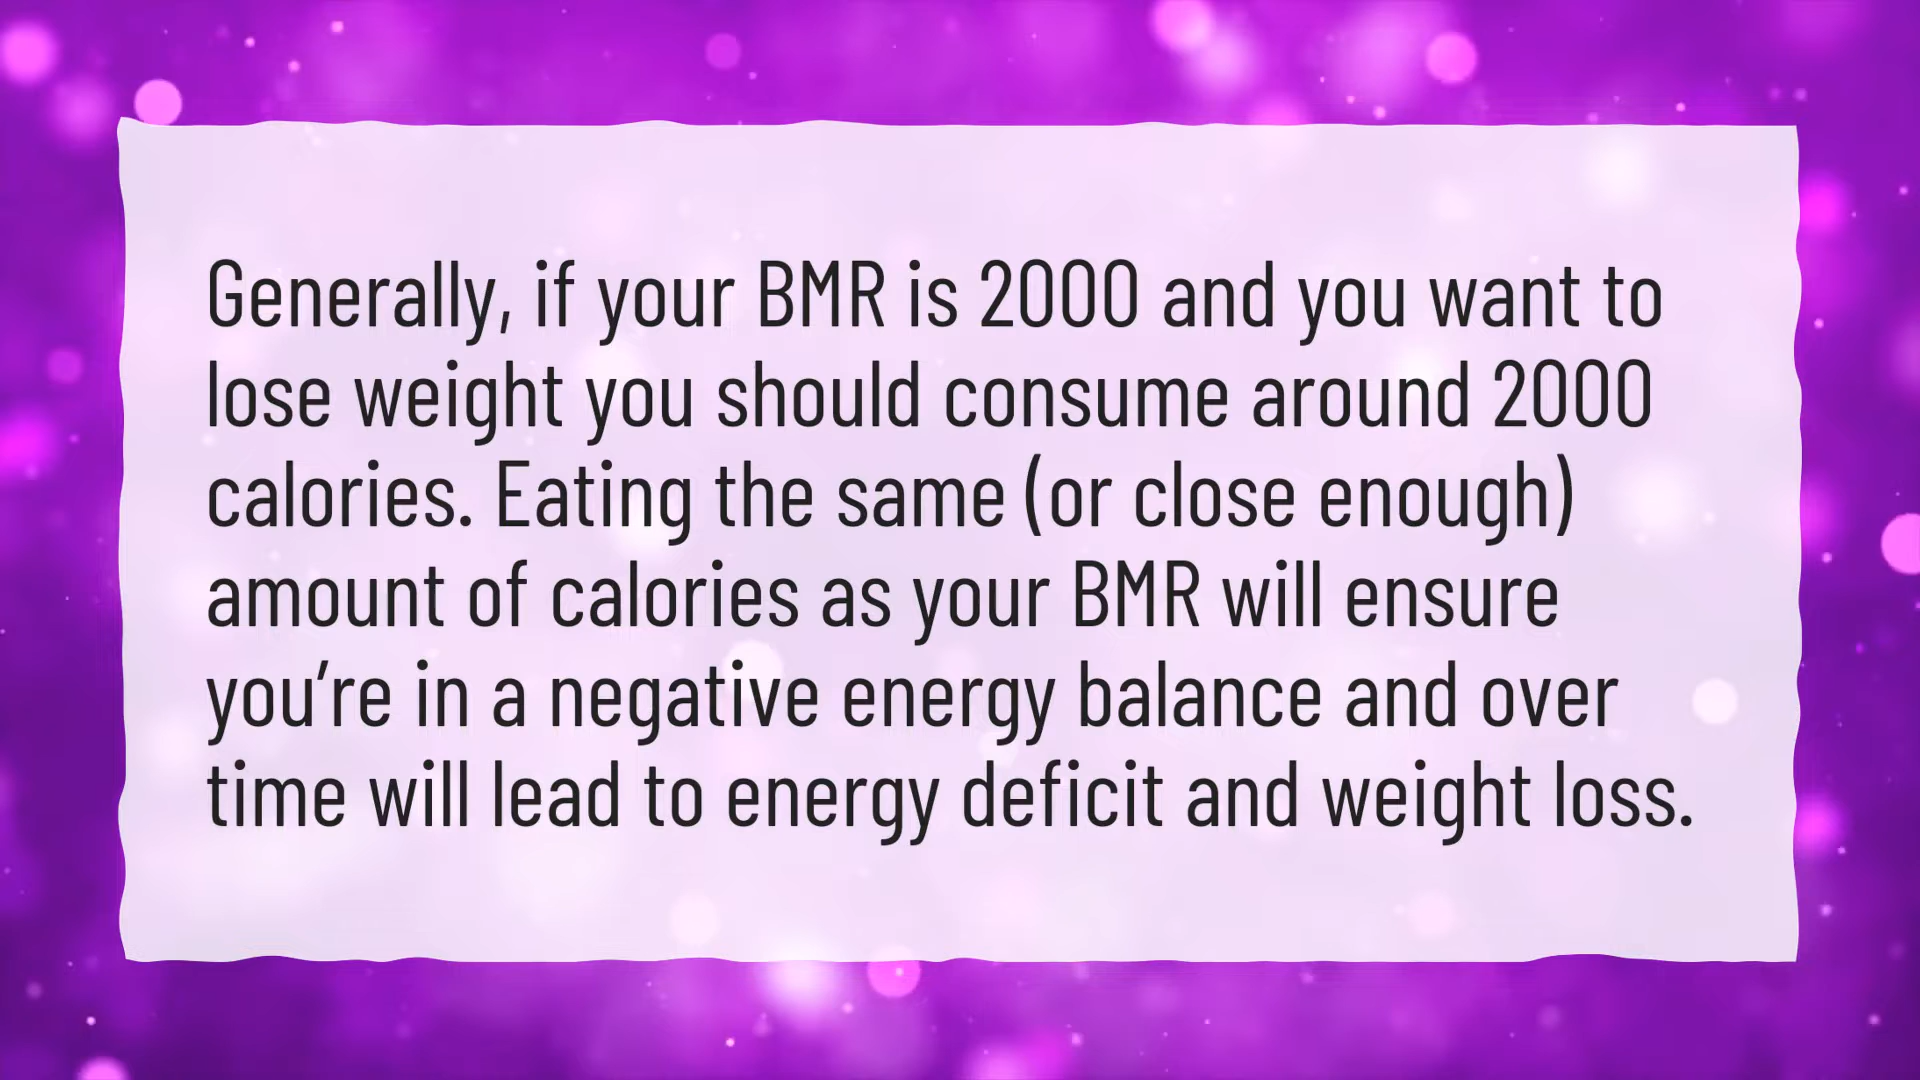 Generally, if your BMR is 2000 and you want to
lose weight you should consume around 2000
calories. Eating the same (or close enough)
amount of calories as your BMR will ensure
you’re in a negative energy balance and over
time will lead to energy deficit and weight loss.